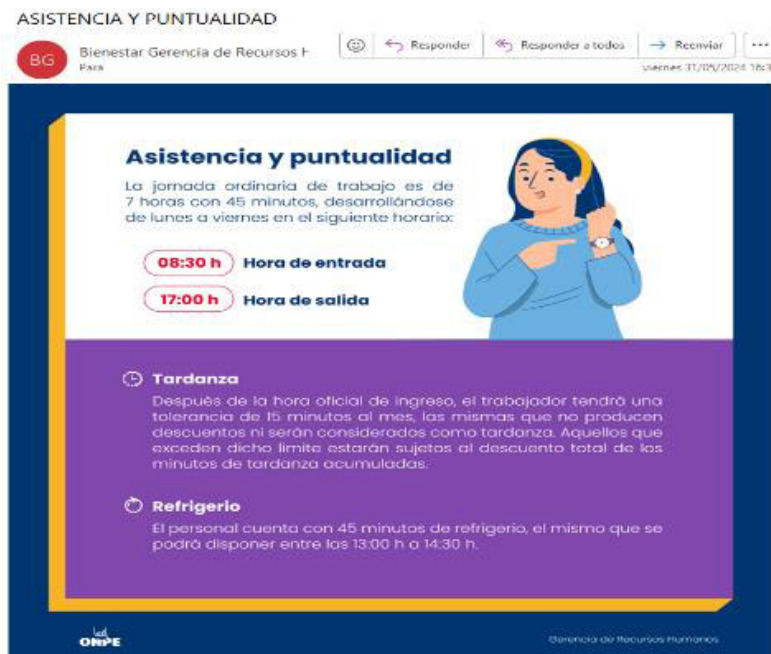 ASISTENCIA Y PUNTUALIDAD
BG
Bienestar Gerencia de Recursos H
Para
Responder
Responder a todos
Reenviar
viernes 31/05/2024 16:3
Asistencia y puntualidad
La jornada ordinaria de trabajo es de
7 horas con 45 minutos, desarrollándose
de lunes a viernes en el siguiente horario:
08:30 h Hora de entrada
17:00 h Hora de salida
Tardanza
Después de la hora oficial de ingreso, el trabajador tendrá una
tolerancia de 15 minutos al mes, las mismas que no producen
descuentos ni serán considerados como tardanza. Aquellos que
exceden dicho límite estarán sujetos al descuento total de los
minutos de tardanza acumuladas.
Refrigerio
El personal cuenta con 45 minutos de refrigerio, el mismo que se
podrá disponer entre las 13:00 h a 14:30 h.
ONPE
Gerencia de Recursos Humanos